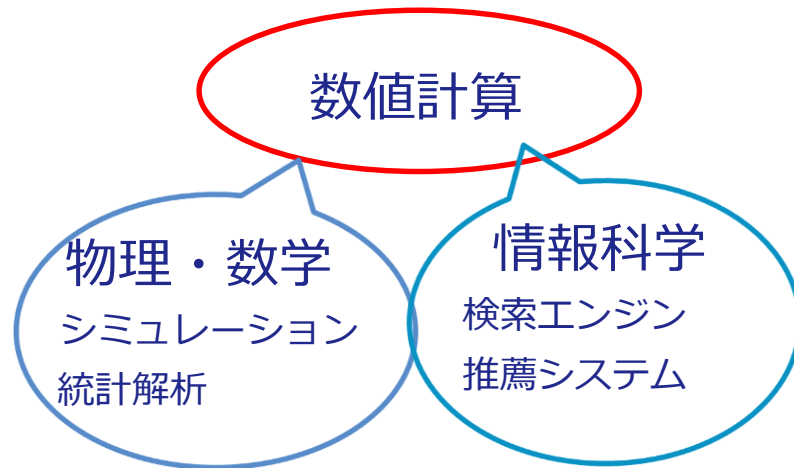 数値計算
物理・数学
シミュレーション
統計解析
情報科学
検索エンジン
推薦システム